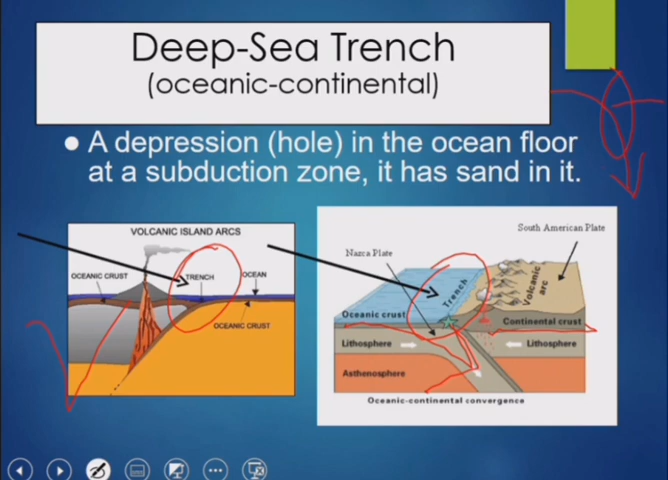 Deep-Sea Trench
(oceanic-continental)
• A depression (hole) in the ocean floor
at a subduction zone, it has sand in it.
VOLCANIC ISLAND ARCS
OCEANIC CRUST
TRENCH
OCEAN
OCEANIC CRUST
South American Plate
Nazca Plate
Trench
Volcanic
arc
Oceanic crust
Continental crust
Lithosphere
Lithosphere
Asthenosphere
Oceanic-continental convergence